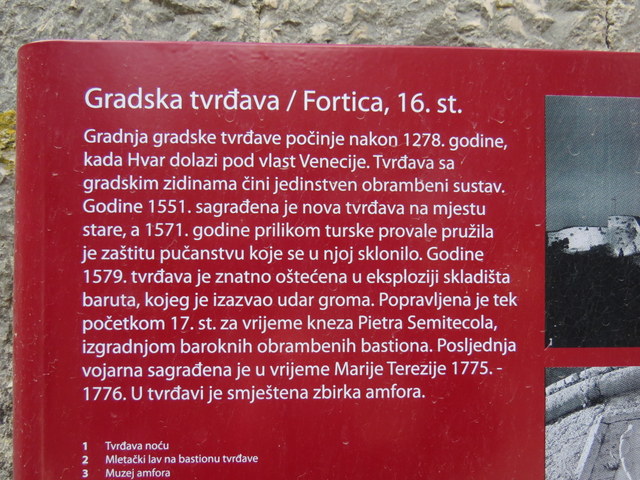 Gradska tvrđava / Fortica, 16. st.
Gradnja gradske tvrđave počinje nakon 1278. godine,
kada Hvar dolazi pod vlast Venecije. Tvrđava sa
gradskim zidinama čini jedinstven obrambeni sustav.
Godine 1551. sagrađena je nova tvrđava na mjestu
stare, a 1571. godine prilikom turske provale pružila
je zaštitu pučanstvu koje se u njoj sklonilo. Godine
1579. tvrđava je znatno oštećena u eksploziji skladišta
baruta, kojeg je izazvao udar groma. Popravljena je tek
početkom 17. st. za vrijeme kneza Pietra Semitecola,
izgradnjom baroknih obrambenih bastiona. Posljednja
vojarna sagrađena je u vrijeme Marije Terezije 1775. -
1776. U tvrđavi je smještena zbirka amfora.
1 Tvrđava noću
2 Mletački lav na bastionu tvrđave
3 Muzej amfora